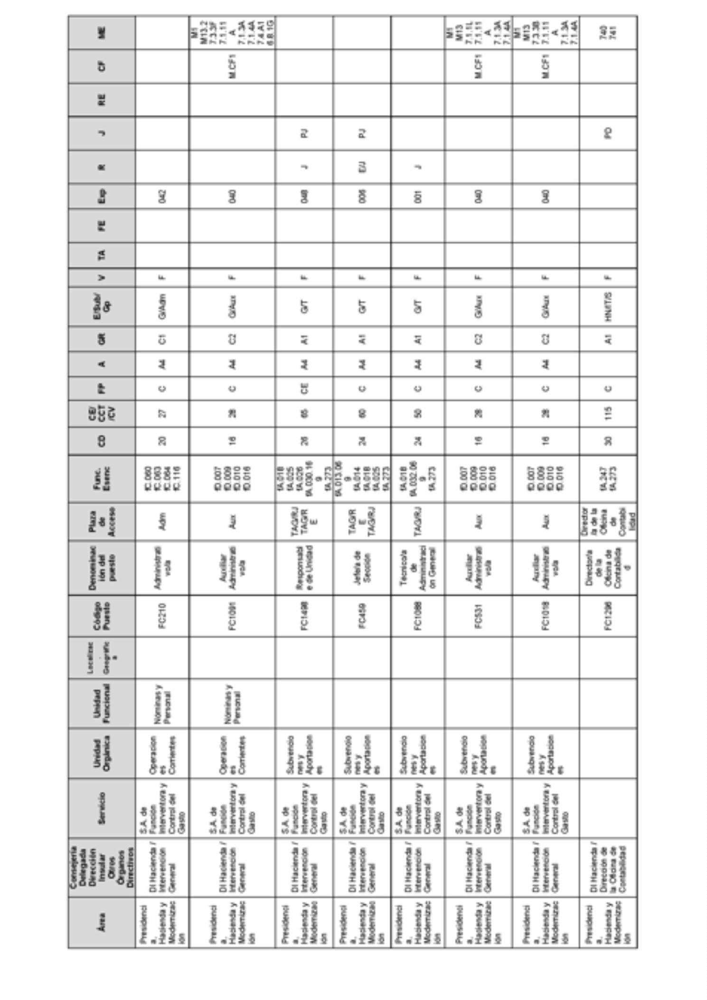 Área
Consejería
Delegada
Dirección
Insular
Otros
Órganos
Directivos
Servicio
Unidad
Orgánica
Unidad
Funcional
Localizac
.
Geográfic
a
Código
Puesto
Denominac
ión del
puesto
Plaza
de
Acceso
Func.
Esenc
CD
CE/
CCT
/CV
FP
A
GR
E/Sub/
Gp
V
TA
FE
Exp
R
J
RE
CF
ME
Presidenci
a,
Hacienda y
Modernizac
ión
DI Hacienda /
Intervención
General
S.A. de
Función
Interventora y
Control del
Gasto
Operacion
es
Corrientes
Nóminas y
Personal
FC210
Administrati
vo/a
Adm
fC.060
fC.063
fC.064
fC.116
20
27
C
A4
C1
G/Adm
F
042
Presidenci
a,
Hacienda y
Modernizac
ión
DI Hacienda /
Intervención
General
S.A. de
Función
Interventora y
Control del
Gasto
Operacion
es
Corrientes
Nóminas y
Personal
FC1091
Auxiliar
Administrati
vo/a
Aux
fD.007
fD.009
fD.010
fD.016
16
28
C
A4
C2
G/Aux
F
040
M.CF1
M1
M13.2
7.3.3F
7.1.11
A
7.1.3A
7.1.4A
7.4.A1
6.8.1G
Presidenci
a,
Hacienda y
Modernizac
ión
DI Hacienda /
Intervención
General
S.A. de
Función
Interventora y
Control del
Gasto
Subvencio
nes y
Aportacion
es
FC1498
Responsabl
e de Unidad
TAG/RJ
TAG/R
E
fA.018
fA.025
fA.026
fA.030.16
9
fA.273
26
65
CE
A4
A1
G/T
F
048
J
PJ
Presidenci
a,
Hacienda y
Modernizac
ión
DI Hacienda /
Intervención
General
S.A. de
Función
Interventora y
Control del
Gasto
Subvencio
nes y
Aportacion
es
FC459
Jefe/a de
Sección
TAG/R
E
TAG/RJ
fA.013.06
9
fA.014
fA.018
fA.025
fA.273
24
60
C
A4
A1
G/T
F
006
E/J
PJ
Presidenci
a,
Hacienda y
Modernizac
ión
DI Hacienda /
Intervención
General
S.A. de
Función
Interventora y
Control del
Gasto
Subvencio
nes y
Aportacion
es
FC1088
Técnico/a
de
Administraci
ón General
TAG/RJ
fA.018
fA.032.06
9
fA.273
24
50
C
A4
A1
G/T
F
001
J
Presidenci
a,
Hacienda y
Modernizac
ión
DI Hacienda /
Intervención
General
S.A. de
Función
Interventora y
Control del
Gasto
Subvencio
nes y
Aportacion
es
FC531
Auxiliar
Administrati
vo/a
Aux
fD.007
fD.009
fD.010
fD.016
16
28
C
A4
C2
G/Aux
F
040
M.CF1
M1
M13
7.1.1L
7.1.11
A
7.1.3A
7.1.4A
Presidenci
a,
Hacienda y
Modernizac
ión
DI Hacienda /
Intervención
General
S.A. de
Función
Interventora y
Control del
Gasto
Subvencio
nes y
Aportacion
es
FC1018
Auxiliar
Administrati
vo/a
Aux
fD.007
fD.009
fD.010
fD.016
16
28
C
A4
C2
G/Aux
F
040
M.CF1
M1
M13
7.3.3B
7.1.11
A
7.1.3A
7.1.4A
Presidenci
a,
Hacienda y
Modernizac
ión
DI Hacienda /
Dirección de
la Oficina de
Contabilidad
FC1296
Director/a
de la
Oficina de
Contabilida
d
Director
/a de la
Oficina
de
Contabi
lidad
fA.247
fA.273
30
115
C
A1
HN/IT/S
F
PD
740
741